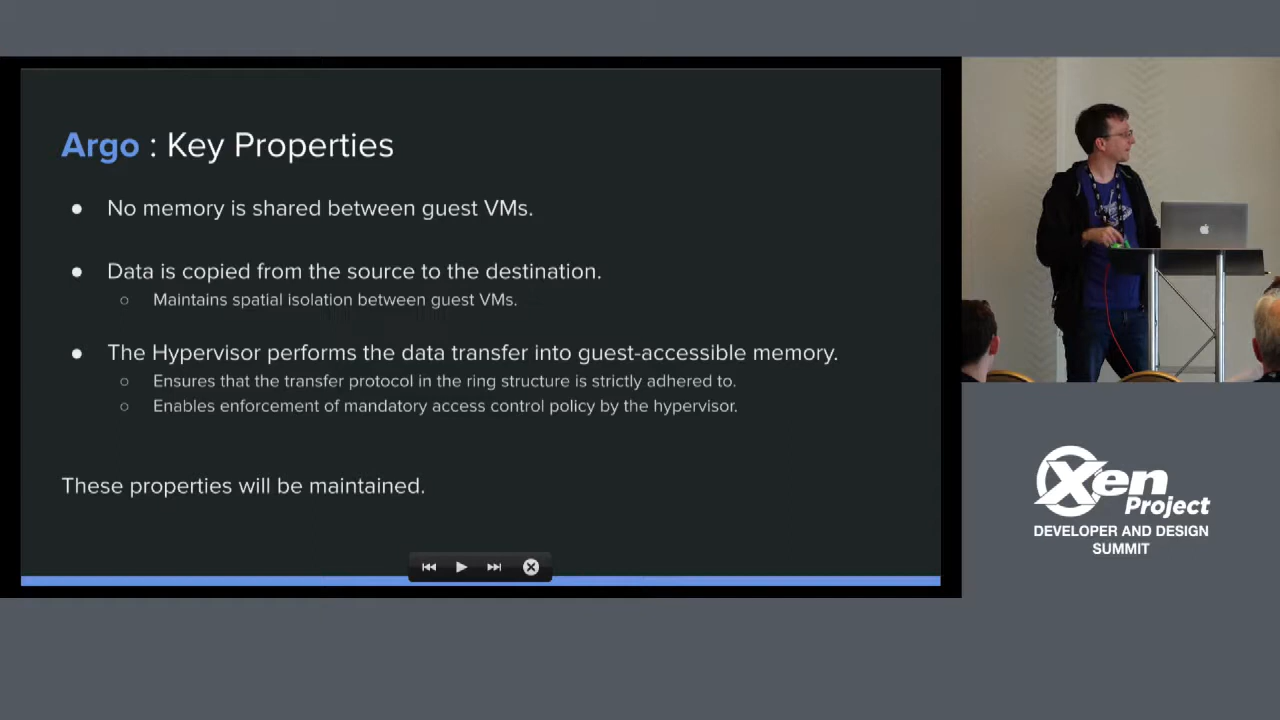 Argo : Key Properties
● No memory is shared between guest VMs.
● Data is copied from the source to the destination.
○ Maintains spatial isolation between guest VMs.
● The Hypervisor performs the data transfer into guest-accessible memory.
○ Ensures that the transfer protocol in the ring structure is strictly adhered to.
○ Enables enforcement of mandatory access control policy by the hypervisor.
These properties will be maintained.
Xen
Project
DEVELOPER AND DESIGN
SUMMIT